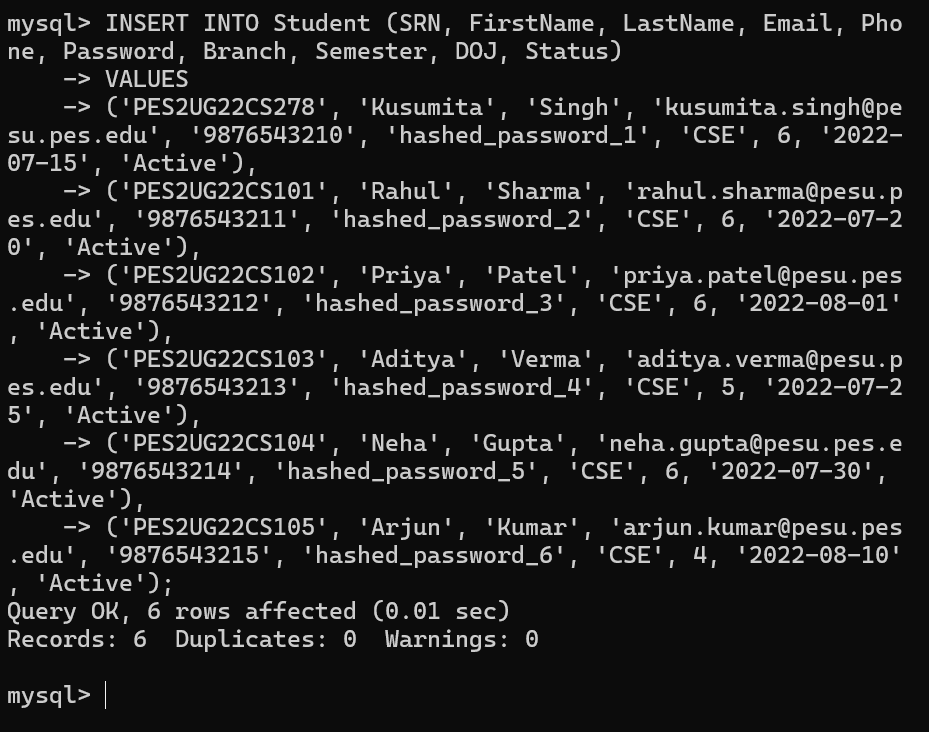 mysql> INSERT INTO Student (SRN, FirstName, LastName, Email, Pho
ne, Password, Branch, Semester, DOJ, Status)
    -> VALUES
    -> ('PES2UG22CS278', 'Kusumita', 'Singh', 'kusumita.singh@pe
su.pes.edu', '9876543210', 'hashed_password_1', 'CSE', 6, '2022-
07-15', 'Active'),
    -> ('PES2UG22CS101', 'Rahul', 'Sharma', 'rahul.sharma@pesu.p
es.edu', '9876543211', 'hashed_password_2', 'CSE', 6, '2022-07-2
0', 'Active'),
    -> ('PES2UG22CS102', 'Priya', 'Patel', 'priya.patel@pesu.pes
.edu', '9876543212', 'hashed_password_3', 'CSE', 6, '2022-08-01'
, 'Active'),
    -> ('PES2UG22CS103', 'Aditya', 'Verma', 'aditya.verma@pesu.p
es.edu', '9876543213', 'hashed_password_4', 'CSE', 5, '2022-07-2
5', 'Active'),
    -> ('PES2UG22CS104', 'Neha', 'Gupta', 'neha.gupta@pesu.pes.e
du', '9876543214', 'hashed_password_5', 'CSE', 6, '2022-07-30',
'Active'),
    -> ('PES2UG22CS105', 'Arjun', 'Kumar', 'arjun.kumar@pesu.pes
.edu', '9876543215', 'hashed_password_6', 'CSE', 4, '2022-08-10'
, 'Active');
Query OK, 6 rows affected (0.01 sec)
Records: 6  Duplicates: 0  Warnings: 0

mysql>